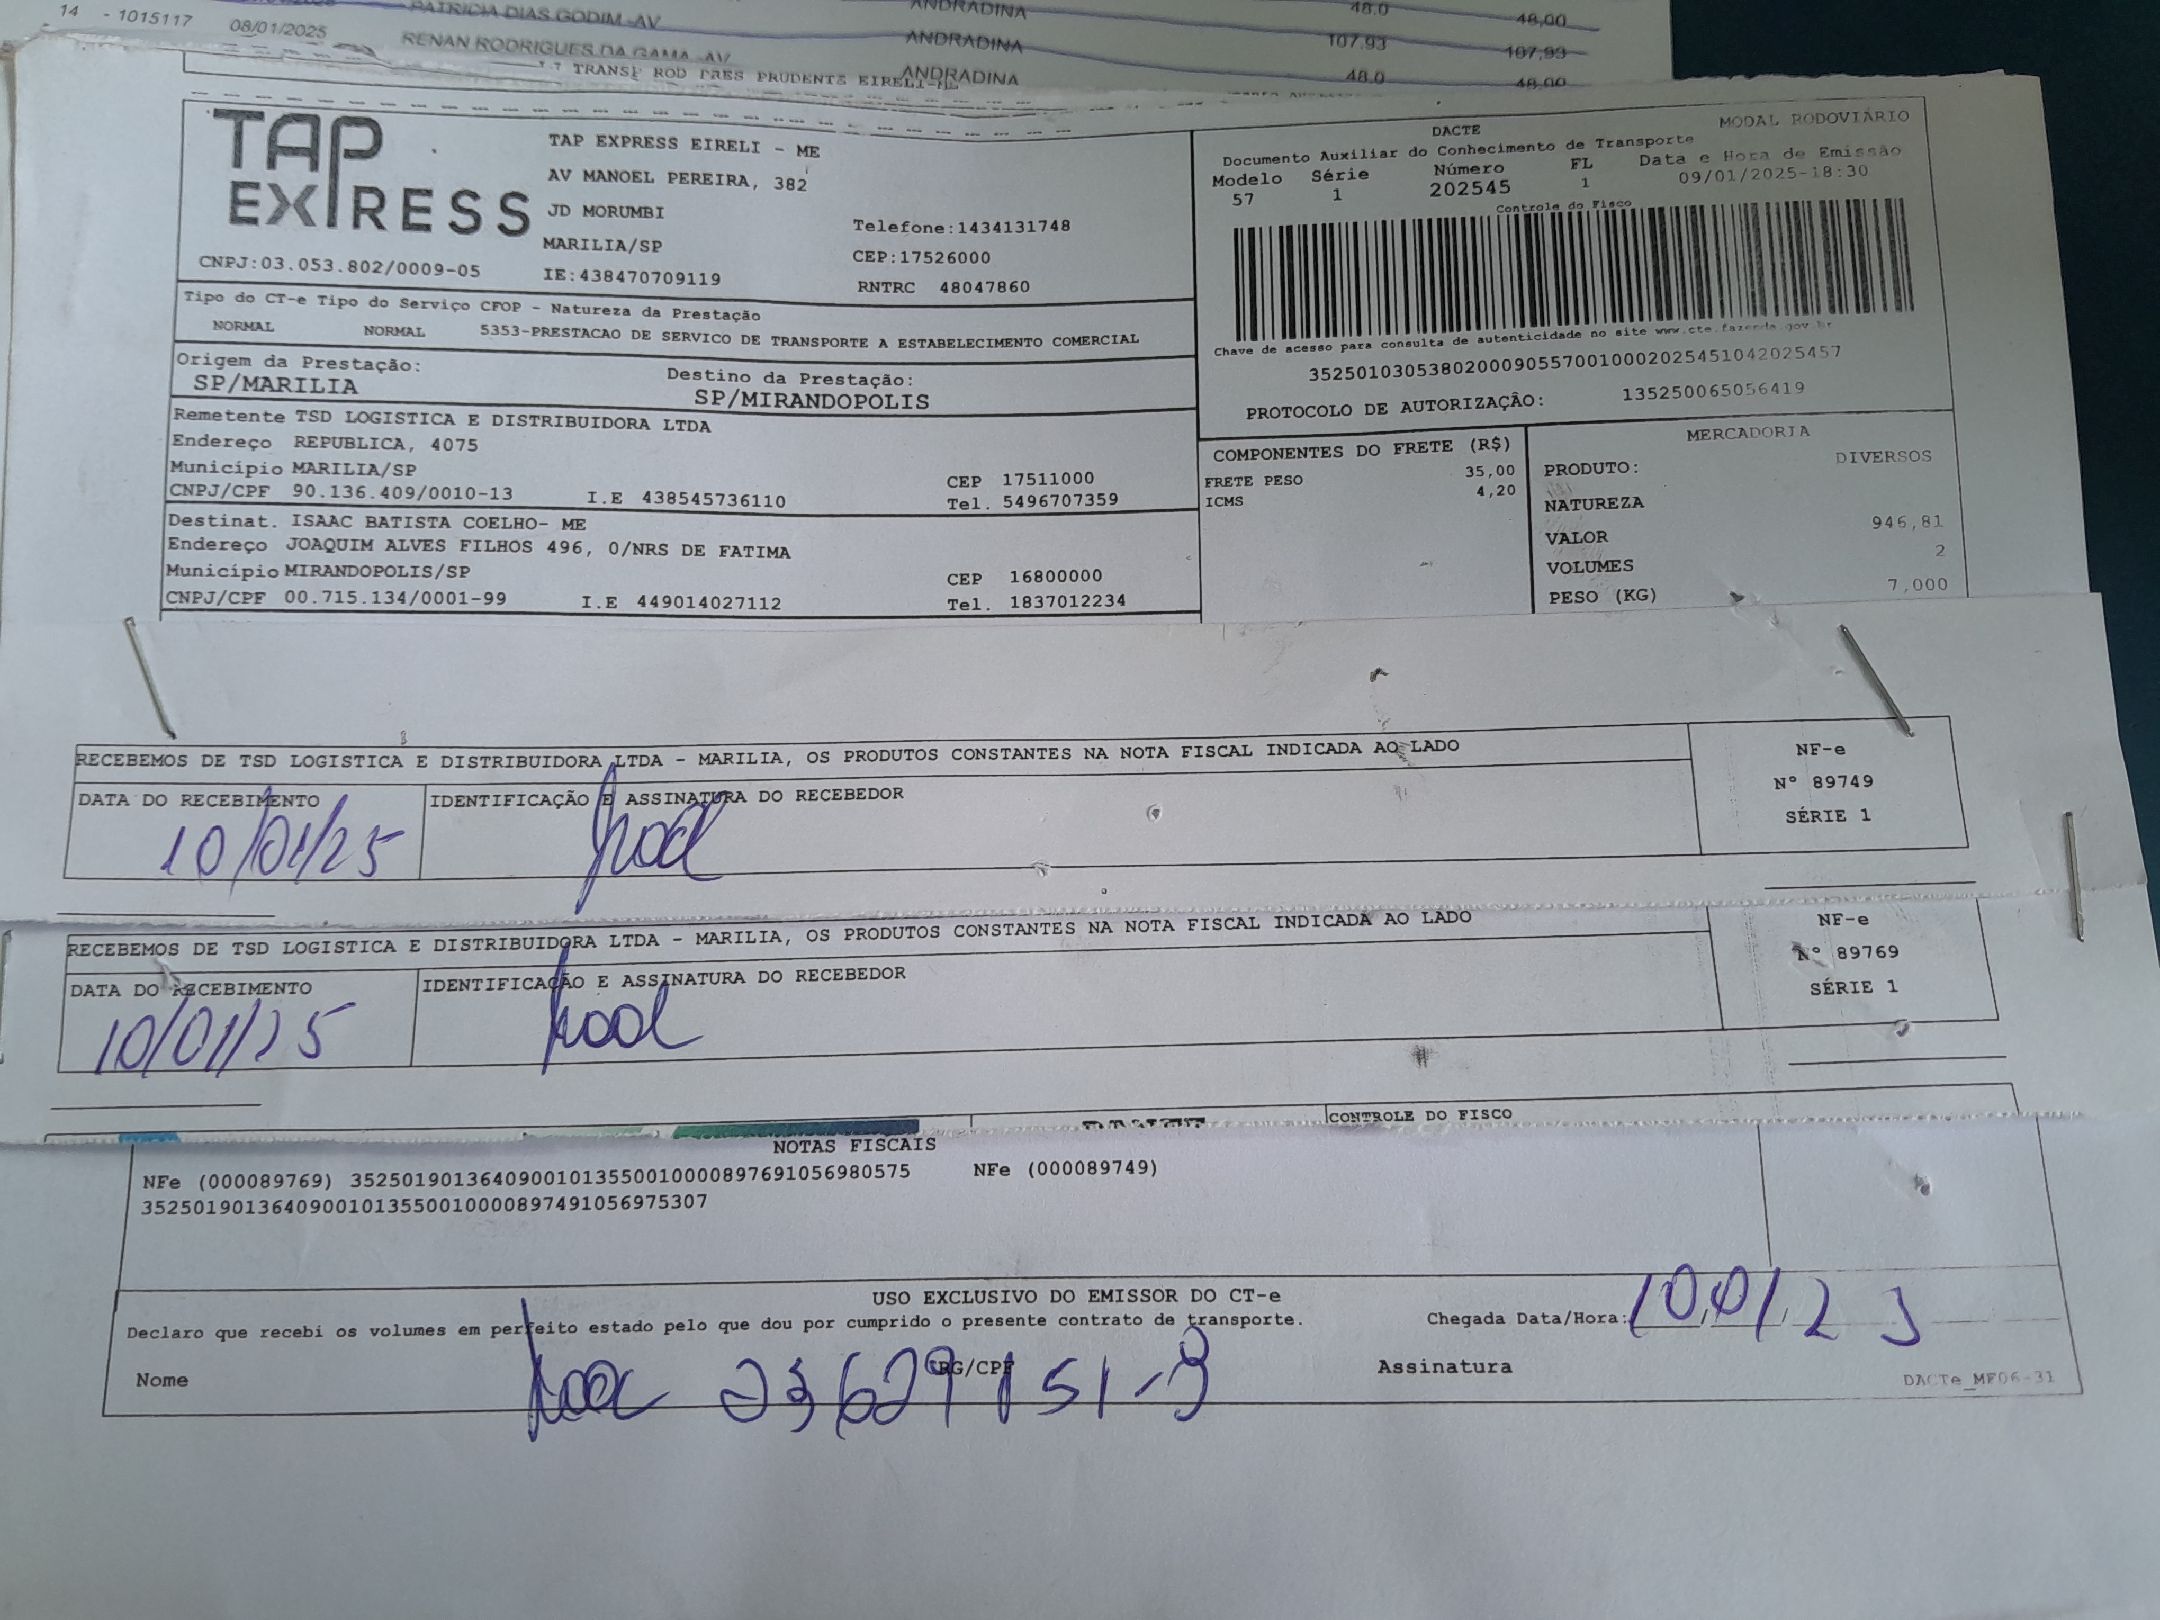 14 - 1015117 08/01/2025 PATRICIA DIAS GODIM -AV ANDRADINA 48.0 48,00
RENAN RODRIGUES DA GAMA -AV ANDRADINA 107.93 107,93
TRANSP ROD PRES PRUDENTE EIRELI-ME ANDRADINA 48.0 48,00
TAP EXPRESS
TAP EXPRESS EIRELI - ME
AV MANOEL PEREIRA, 382
JD MORUMBI
Telefone:1434131748
MARILIA/SP
CEP:17526000
CNPJ:03.053.802/0009-05 IE:438470709119 RNTRC 48047860
DACTE MODAL RODOVIÁRIO
Documento Auxiliar do Conhecimento de Transporte
Modelo Série Número FL Data e Hora de Emissão
57 1 202545 1 09/01/2025-18:30
Controle do Fisco
Chave de acesso para consulta de autenticidade no site www.cte.fazenda.gov.br
35250103053802000905570010002025451042025457
PROTOCOLO DE AUTORIZAÇÃO: 135250065056419
Tipo do CT-e Tipo do Serviço CFOP - Natureza da Prestação
NORMAL NORMAL 5353-PRESTACAO DE SERVICO DE TRANSPORTE A ESTABELECIMENTO COMERCIAL
Origem da Prestação: Destino da Prestação:
SP/MARILIA SP/MIRANDOPOLIS
Remetente TSD LOGISTICA E DISTRIBUIDORA LTDA
Endereço REPUBLICA, 4075
Município MARILIA/SP CEP 17511000
CNPJ/CPF 90.136.409/0010-13 I.E 438545736110 Tel. 5496707359
Destinat. ISAAC BATISTA COELHO- ME
Endereço JOAQUIM ALVES FILHOS 496, 0/NRS DE FATIMA
Município MIRANDOPOLIS/SP CEP 16800000
CNPJ/CPF 00.715.134/0001-99 I.E 449014027112 Tel. 1837012234
COMPONENTES DO FRETE (R$)
FRETE PESO 35,00
ICMS 4,20
MERCADORIA
PRODUTO: DIVERSOS
NATUREZA
VALOR 946,81
VOLUMES 2
PESO (KG) 7,000
RECEBEMOS DE TSD LOGISTICA E DISTRIBUIDORA LTDA - MARILIA, OS PRODUTOS CONSTANTES NA NOTA FISCAL INDICADA AO LADO
NF-e
Nº 89749
SÉRIE 1
DATA DO RECEBIMENTO IDENTIFICAÇÃO E ASSINATURA DO RECEBEDOR
10/01/25
RECEBEMOS DE TSD LOGISTICA E DISTRIBUIDORA LTDA - MARILIA, OS PRODUTOS CONSTANTES NA NOTA FISCAL INDICADA AO LADO
NF-e
Nº 89769
SÉRIE 1
DATA DO RECEBIMENTO IDENTIFICAÇÃO E ASSINATURA DO RECEBEDOR
10/01/25
CONTROLE DO FISCO
NOTAS FISCAIS
NFe (000089769) 35250190136409001013550010000897691056980575 NFe (000089749)
35250190136409001013550010000897491056975307
USO EXCLUSIVO DO EMISSOR DO CT-e
Declaro que recebi os volumes em perfeito estado pelo que dou por cumprido o presente contrato de transporte. Chegada Data/Hora: 10,01,25
Nome RG/CPF 23629151-9 Assinatura
DACTe_MF06-31